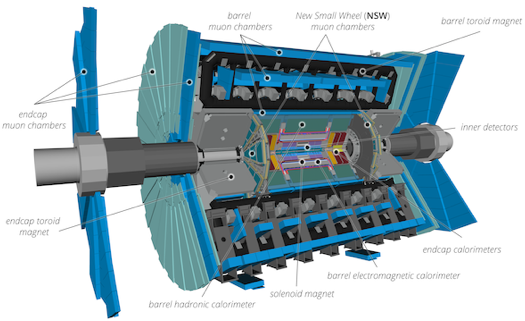 barrel
muon chambers
New Small Wheel (NSW)
muon chambers
barrel toroid magnet
endcap
muon chambers
inner detectors
endcap toroid
magnet
endcap calorimeters
barrel electromagnetic calorimeter
solenoid magnet
barrel hadronic calorimeter